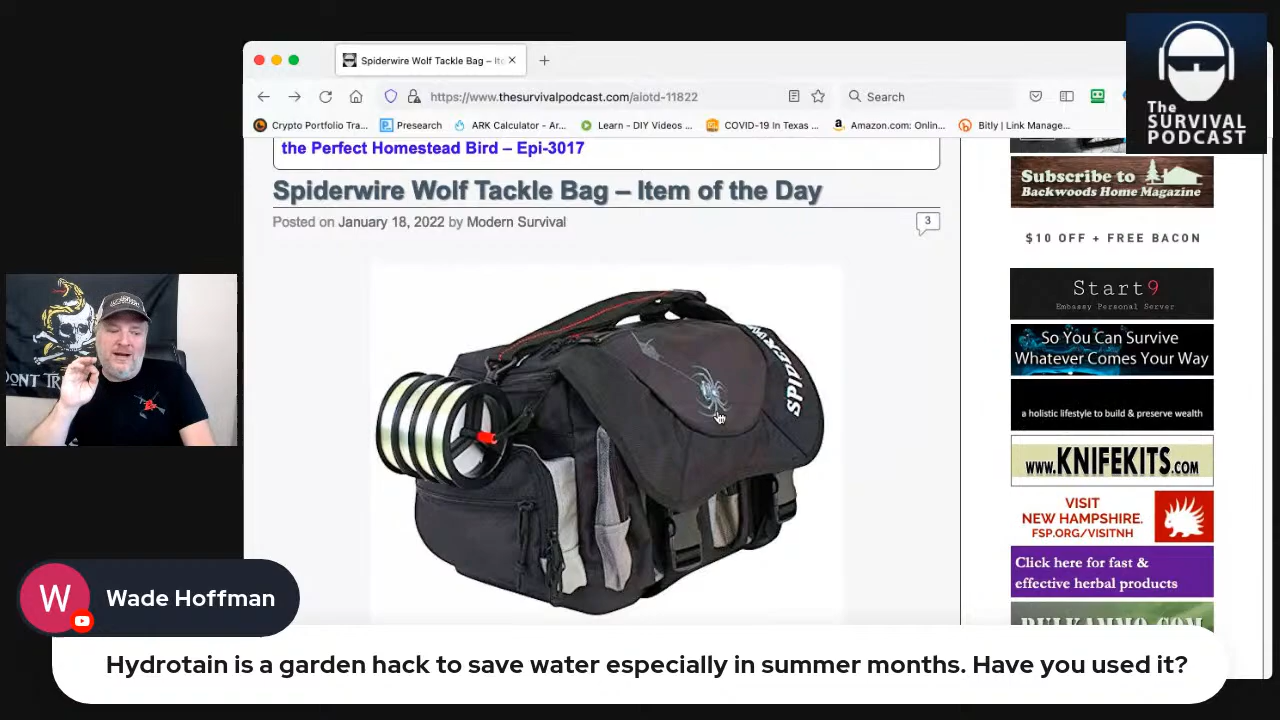 Spiderwire Wolf Tackle Bag – Ite
https://www.thesurvivalpodcast.com/aiotd-11822
Search
Crypto Portfolio Tra...
Presearch
ARK Calculator - Ar...
Learn - DIY Videos ...
COVID-19 In Texas ...
Amazon.com: Onlin...
Bitly | Link Manage...
The
SURVIVAL
PODCAST
the Perfect Homestead Bird – Epi-3017
Spiderwire Wolf Tackle Bag – Item of the Day
Posted on January 18, 2022 by Modern Survival
3
DONT TR
SPIDERW
Subscribe to
Backwoods Home Magazine
$10 OFF + FREE BACON
Start9
Embassy Personal Server
So You Can Survive
Whatever Comes Your Way
a holistic lifestyle to build & preserve wealth
www.KNIFEKITS.com
VISIT
NEW HAMPSHIRE.
FSP.ORG/VISITNH
Click here for fast &
effective herbal products
BULKAMMO.COM
W
Wade Hoffman
Hydrotain is a garden hack to save water especially in summer months. Have you used it?